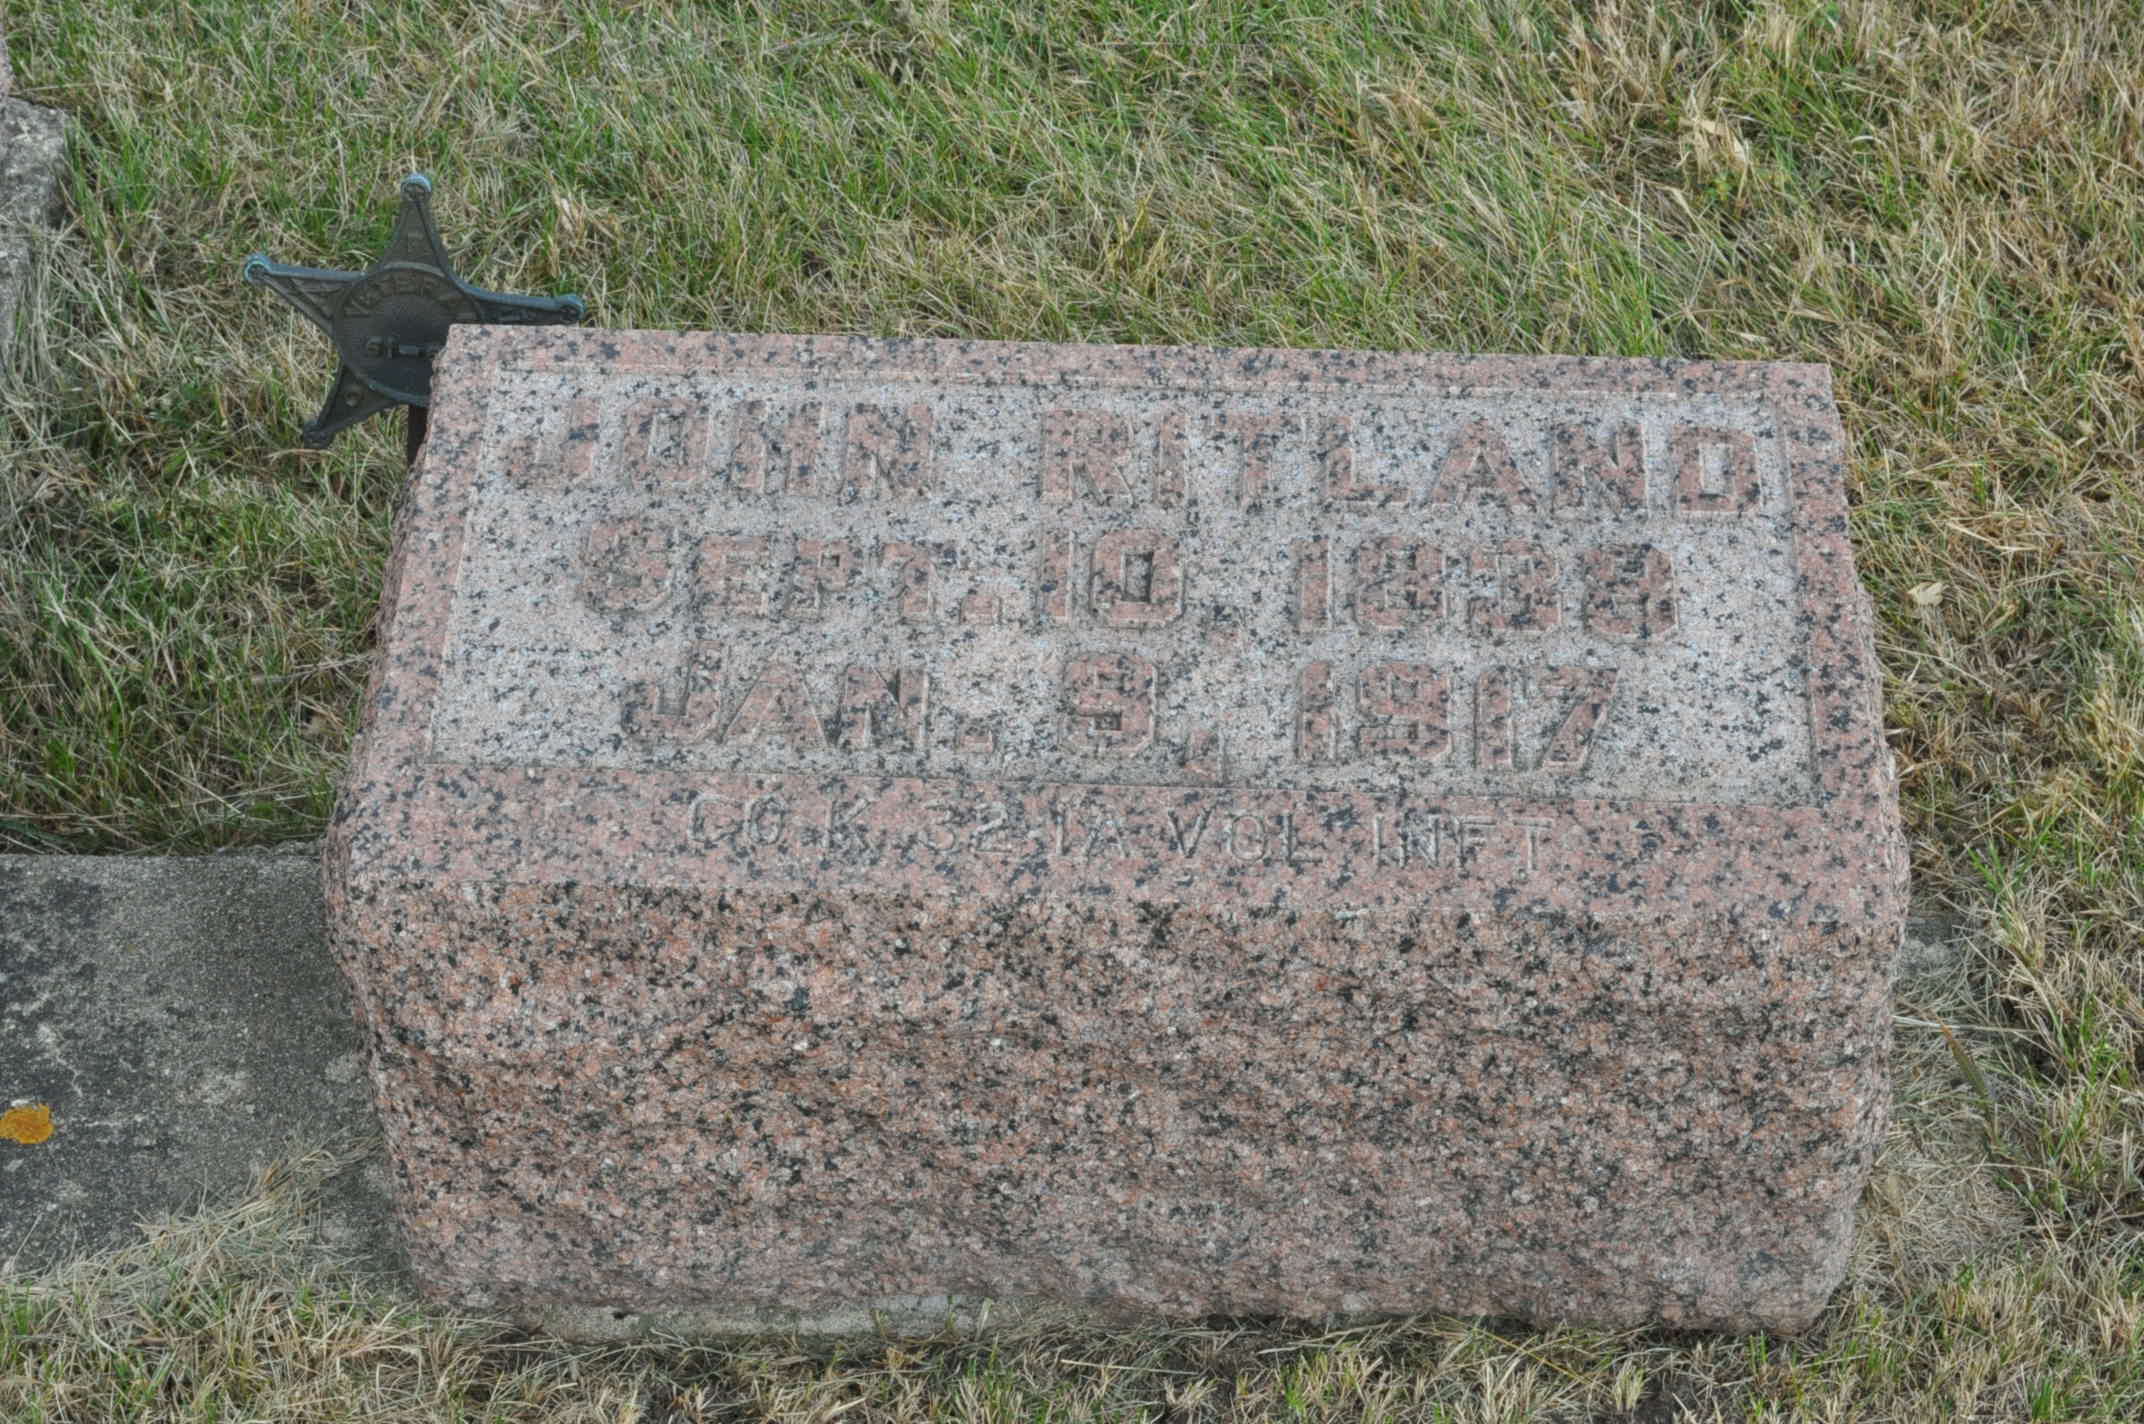 JOHN RITLAND
SEPT. 10, 1838
JAN. 9, 1917
CO. K. 32 IA VOL INFT